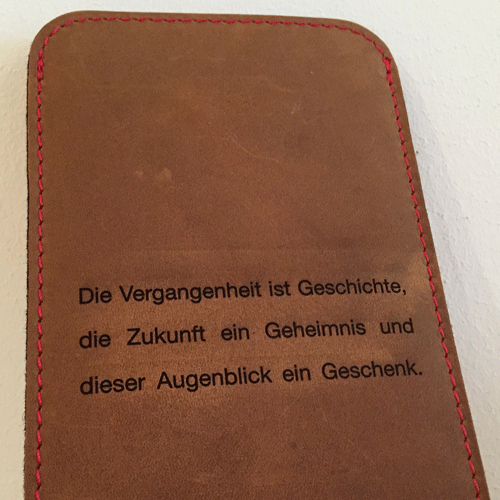 Die Vergangenheit ist Geschichte,
die Zukunft ein Geheimnis und
dieser Augenblick ein Geschenk.